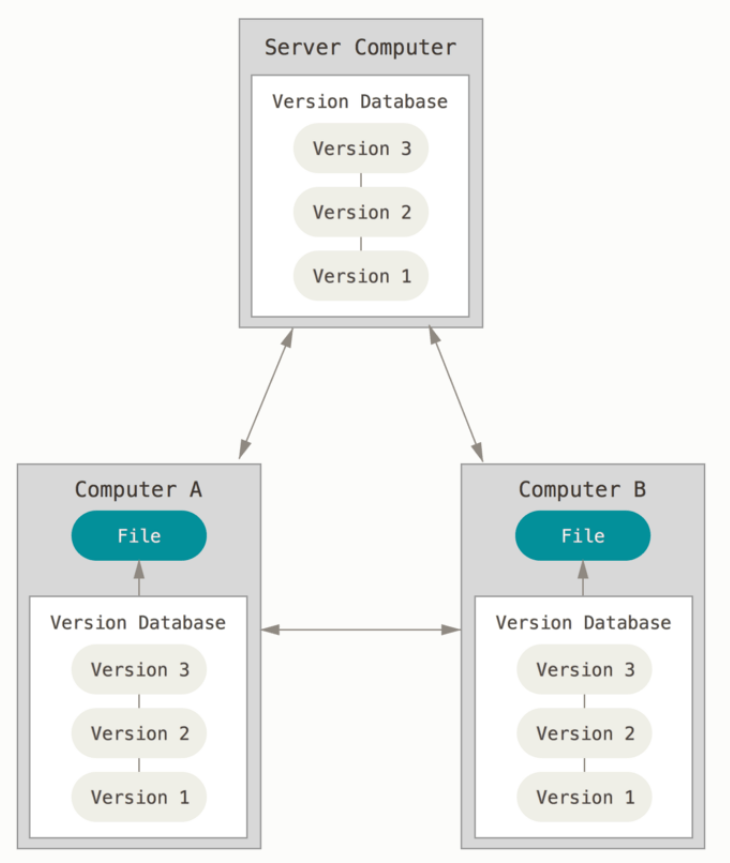 Server Computer
Version Database
Version 3
Version 2
Version 1
Computer A
File
Version Database
Version 3
Version 2
Version 1
Computer B
File
Version Database
Version 3
Version 2
Version 1